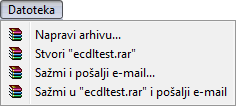 Datoteka
Napravi arhivu...
Stvori "ecdltest.rar"
Sažmi i pošalji e-mail...
Sažmi u "ecdltest.rar" i pošalji e-mail